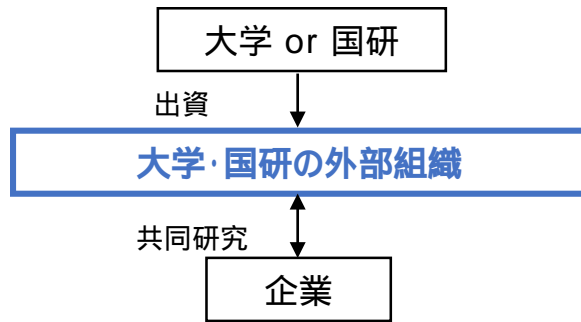 大学 or 国研
出資
大学・国研の外部組織
共同研究
企業